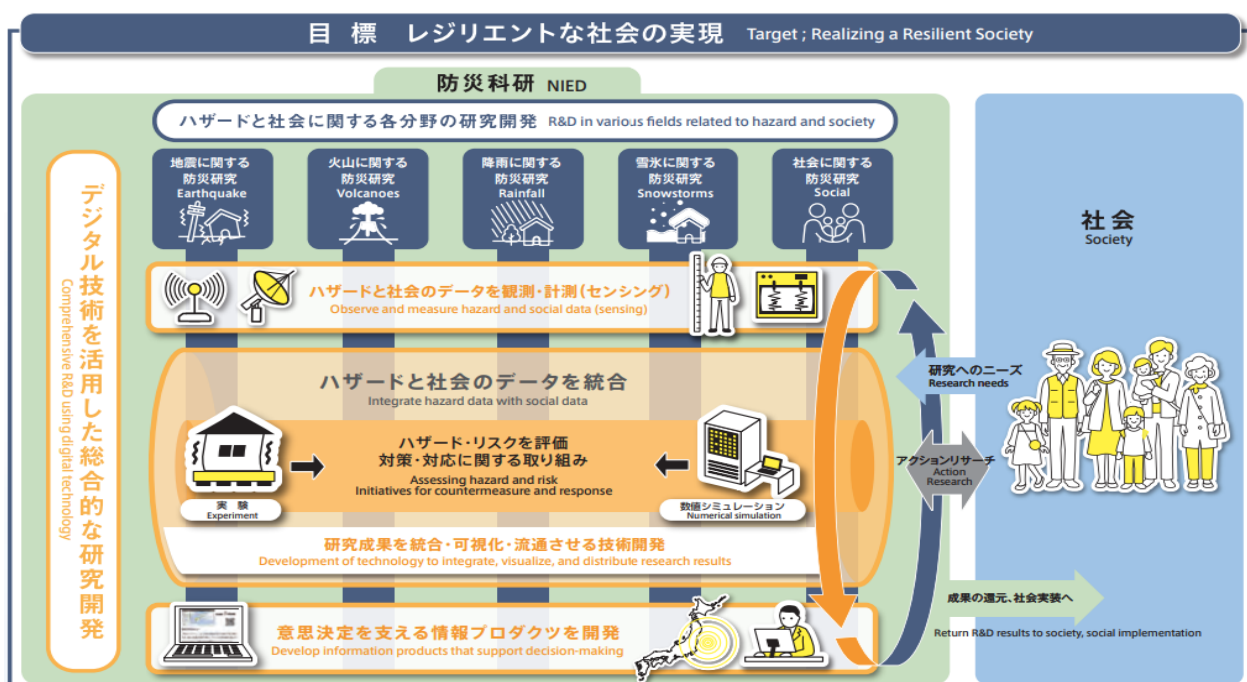 目 標　レジリエントな社会の実現　Target ; Realizing a Resilient Society
防災科研 NIED
ハザードと社会に関する各分野の研究開発 R&D in various fields related to hazard and society
デジタル技術を活用した総合的な研究開発
Comprehensive R&D using digital technology
地震に関する
防災研究
Earthquake
火山に関する
防災研究
Volcanoes
降雨に関する
防災研究
Rainfall
雪氷に関する
防災研究
Snowstorms
社会に関する
防災研究
Social
ハザードと社会のデータを観測・計測（センシング）
Observe and measure hazard and social data (sensing)
ハザードと社会のデータを統合
Integrate hazard data with social data
ハザード・リスクを評価
対策・対応に関する取り組み
Assessing hazard and risk
Initiatives for countermeasure and response
実 験
Experiment
数値シミュレーション
Numerical simulation
研究成果を統合・可視化・流通させる技術開発
Development of technology to integrate, visualize, and distribute research results
意思決定を支える情報プロダクツを開発
Develop information products that support decision-making
社会
Society
研究へのニーズ
Research needs
アクションリサーチ
Action
Research
成果の還元、社会実装へ
Return R&D results to society, social implementation